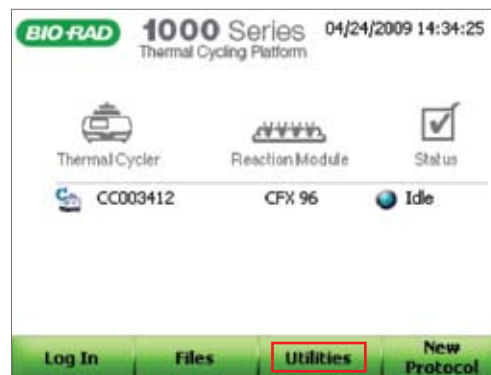 BIO-RAD 1000 Series 04/24/2009 14:34:25
Thermal Cycling Platform
Thermal Cycler Reaction Module Status
CC003412 CFX 96 Idle
Log In Files Utilities New Protocol